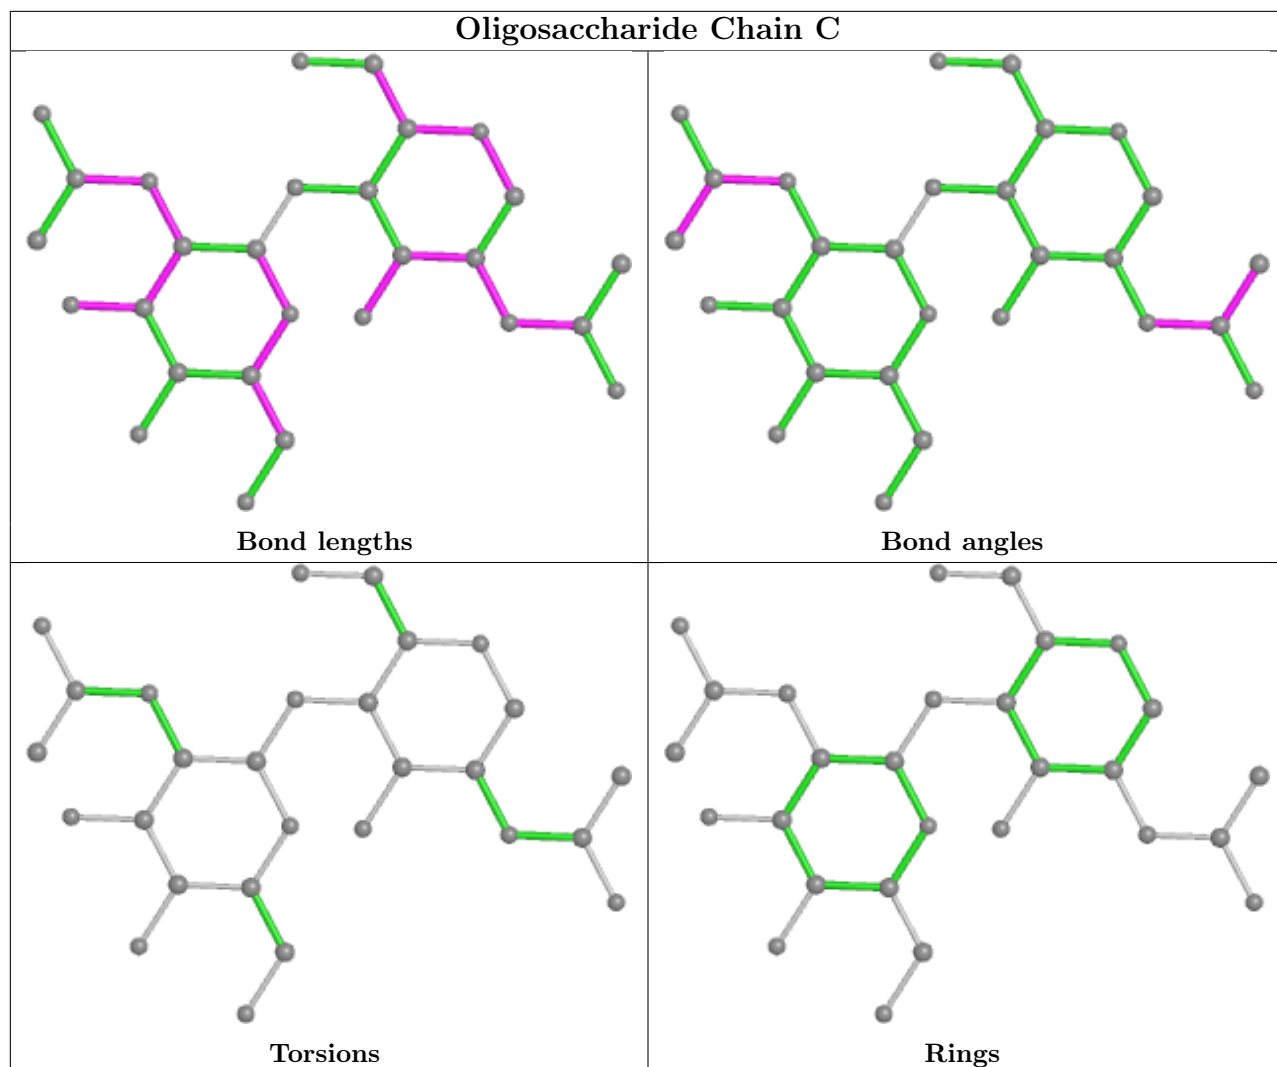 Oligosaccharide Chain C
Bond lengths
Bond angles
Torsions
Rings